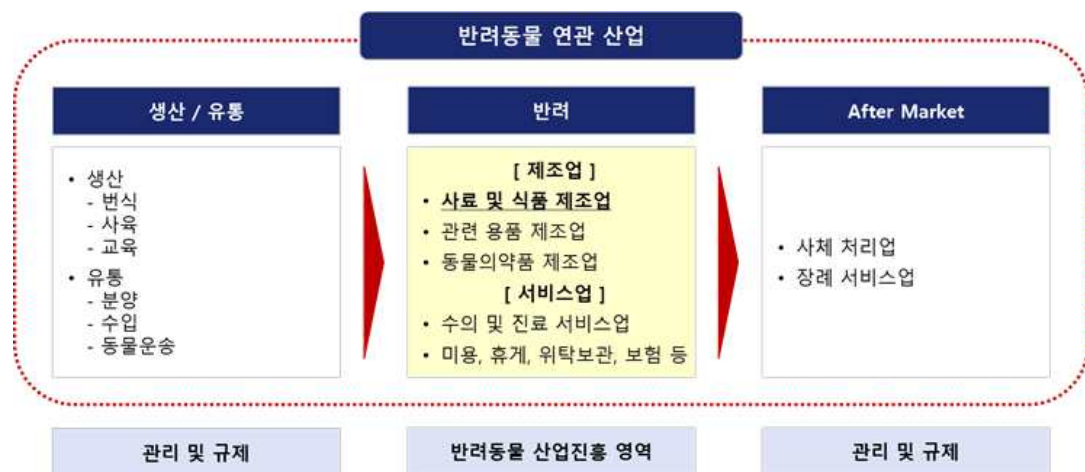 반려동물 연관 산업
생산 / 유통
• 생산
- 번식
- 사육
- 교육
• 유통
- 분양
- 수입
- 동물운송
관리 및 규제
반려
[ 제조업 ]
• 사료 및 식품 제조업
• 관련 용품 제조업
• 동물의약품 제조업
[ 서비스업 ]
• 수의 및 진료 서비스업
• 미용, 휴게, 위탁보관, 보험 등
반려동물 산업진흥 영역
After Market
• 사체 처리업
• 장례 서비스업
관리 및 규제